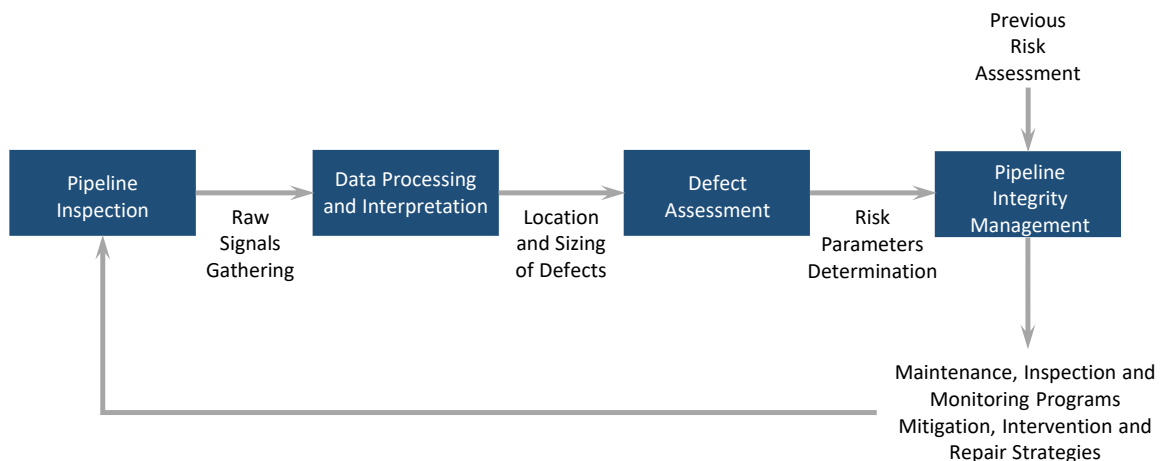 Previous
Risk
Assessment
Pipeline
Inspection
Raw
Signals
Gathering
Data Processing
and Interpretation
Location
and Sizing
of Defects
Defect
Assessment
Risk
Parameters
Determination
Pipeline
Integrity
Management
Maintenance, Inspection and
Monitoring Programs
Mitigation, Intervention and
Repair Strategies